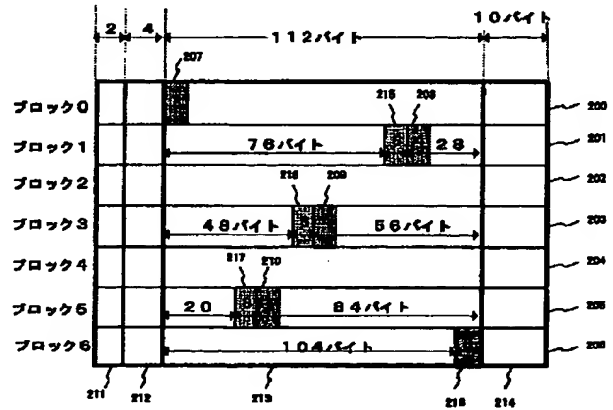 2 4 112バイト 10バイト
207
ブロック0 200
215 208
ブロック1 76バイト 28 201
ブロック2 202
216 209
ブロック3 48バイト 56バイト 203
ブロック4 204
217 210
ブロック5 20 84バイト 205
ブロック6 104バイト 206
211 212 213 218 214